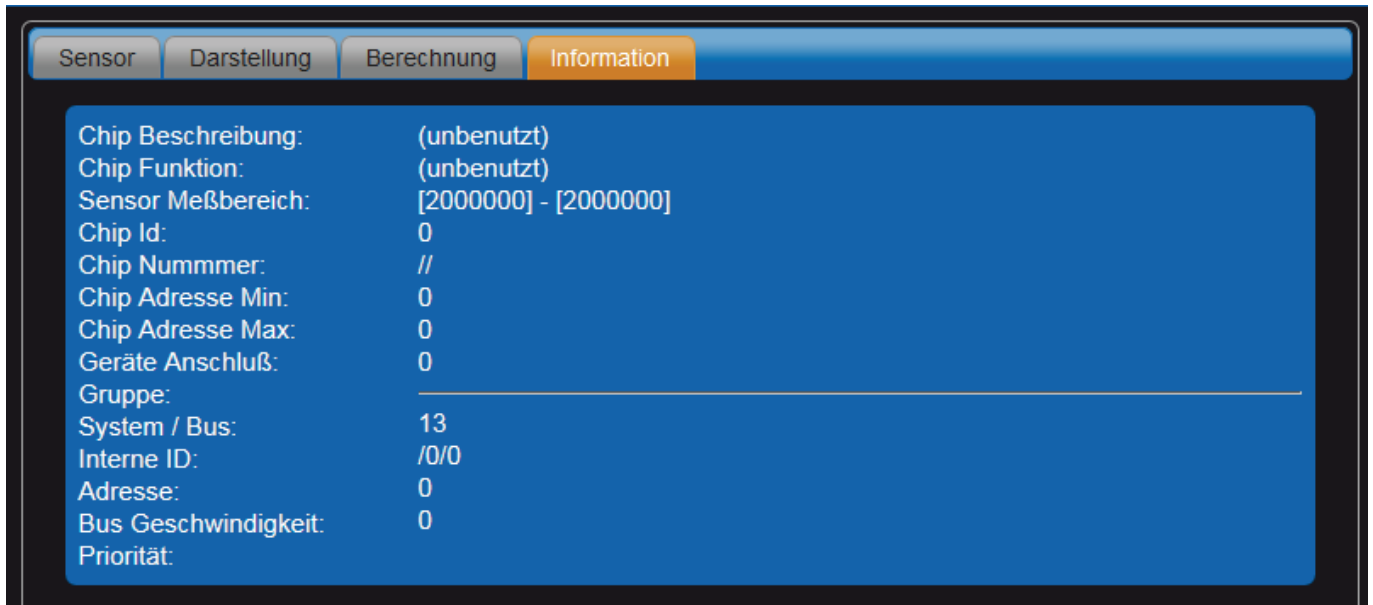 Sensor Darstellung Berechnung Information
Chip Beschreibung: (unbenutzt)
Chip Funktion: (unbenutzt)
Sensor Meßbereich: [2000000] - [2000000]
Chip Id: 0
Chip Nummmer: //
Chip Adresse Min: 0
Chip Adresse Max: 0
Geräte Anschluß: 0
Gruppe:
System / Bus: 13
Interne ID: /0/0
Adresse: 0
Bus Geschwindigkeit: 0
Priorität: